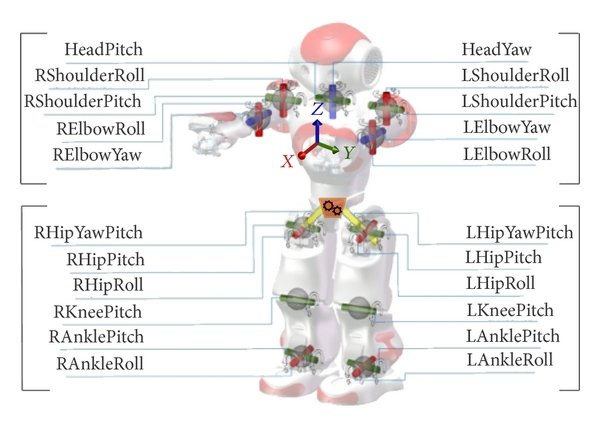 HeadPitch
RShoulderRoll
RShoulderPitch
RElbowRoll
RElbowYaw
HeadYaw
LShoulderRoll
LShoulderPitch
LElbowYaw
LElbowRoll
Z
X
Y
RHipYawPitch
RHipPitch
RHipRoll
RKneePitch
RAnklePitch
RAnkleRoll
LHipYawPitch
LHipPitch
LHipRoll
LKneePitch
LAnklePitch
LAnkleRoll